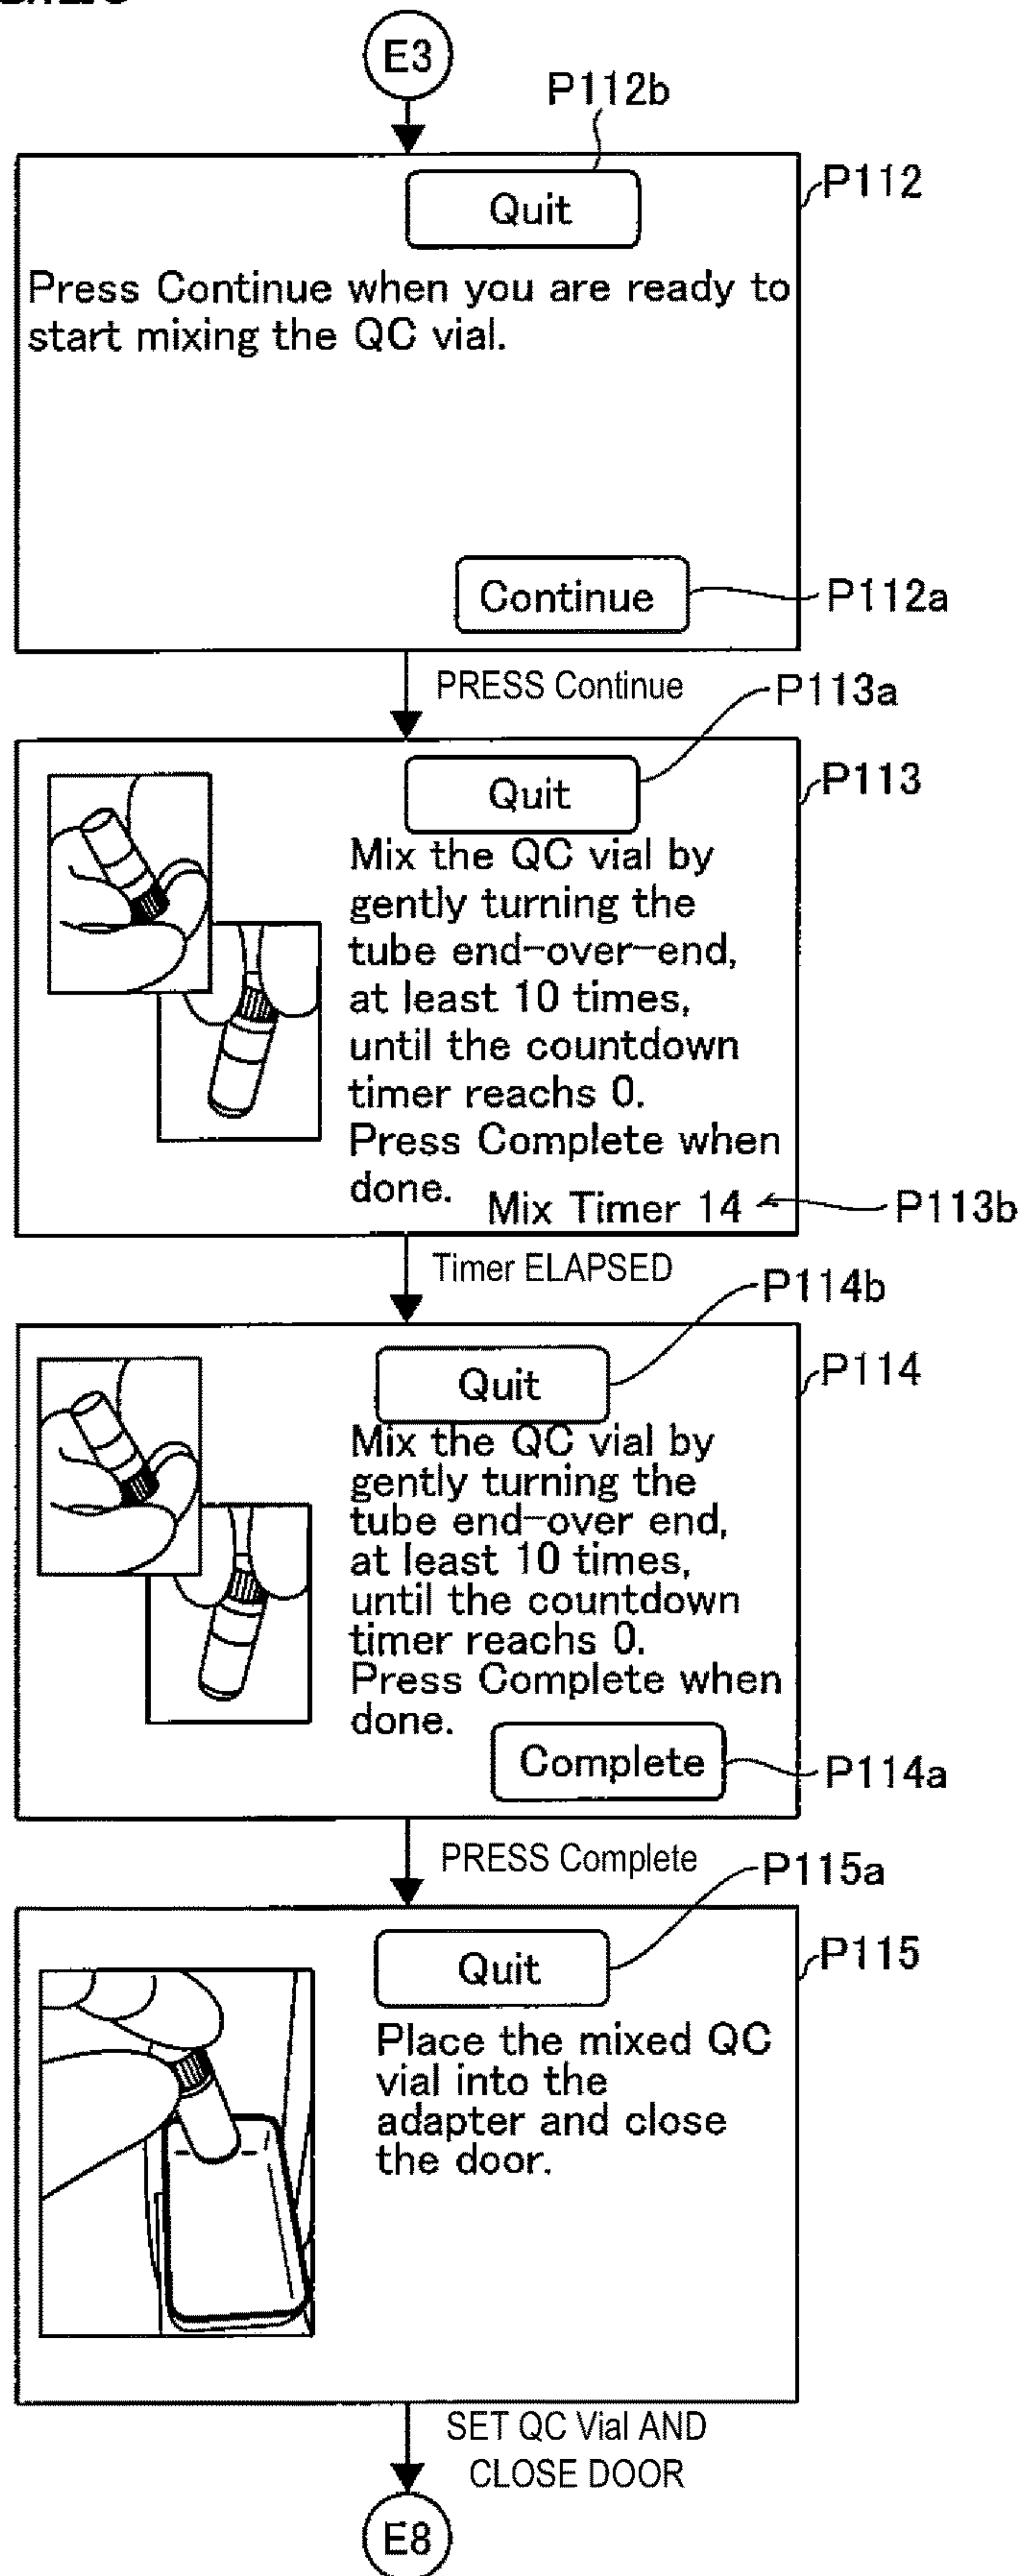 E3
P112b
P112
Quit
Press Continue when you are ready to
start mixing the QC vial.
Continue
P112a
PRESS Continue
P113a
P113
Quit
Mix the QC vial by
gently turning the
tube end-over-end,
at least 10 times,
until the countdown
timer reachs 0.
Press Complete when
done.
Mix Timer 14
P113b
Timer ELAPSED
P114b
P114
Quit
Mix the QC vial by
gently turning the
tube end-over end,
at least 10 times,
until the countdown
timer reachs 0.
Press Complete when
done.
Complete
P114a
PRESS Complete
P115a
P115
Quit
Place the mixed QC
vial into the
adapter and close
the door.
SET QC Vial AND
CLOSE DOOR
E8